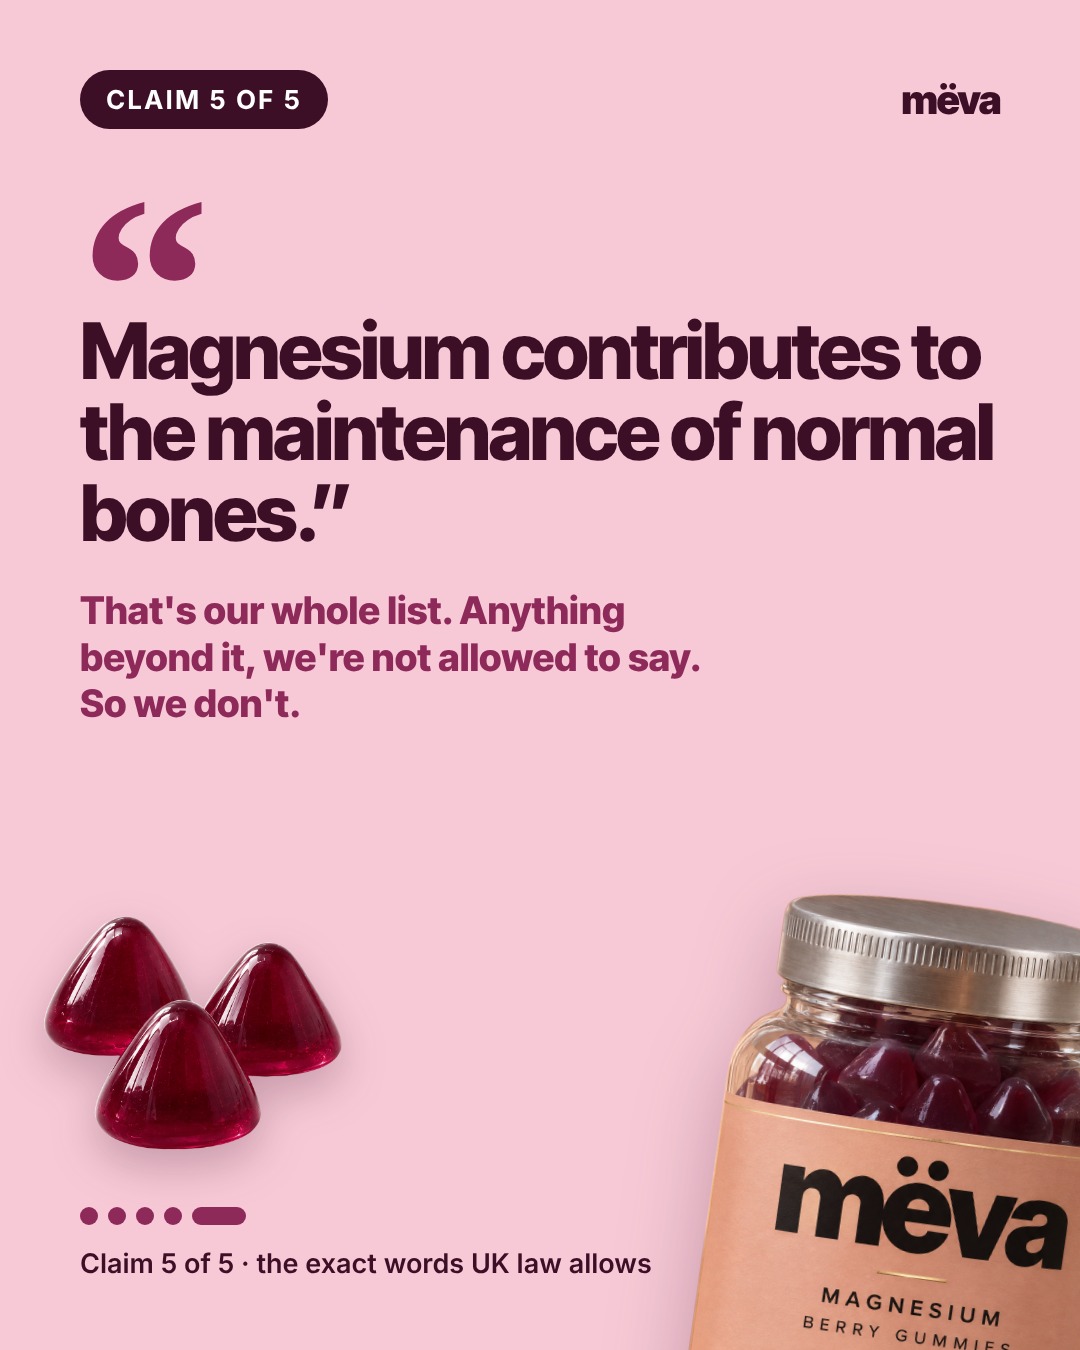 CLAIM 5 OF 5
mëva
“
Magnesium contributes to
the maintenance of normal
bones.”
That's our whole list. Anything
beyond it, we're not allowed to say.
So we don't.
Claim 5 of 5 · the exact words UK law allows
mëva
MAGNESIUM
BERRY GUMMIES